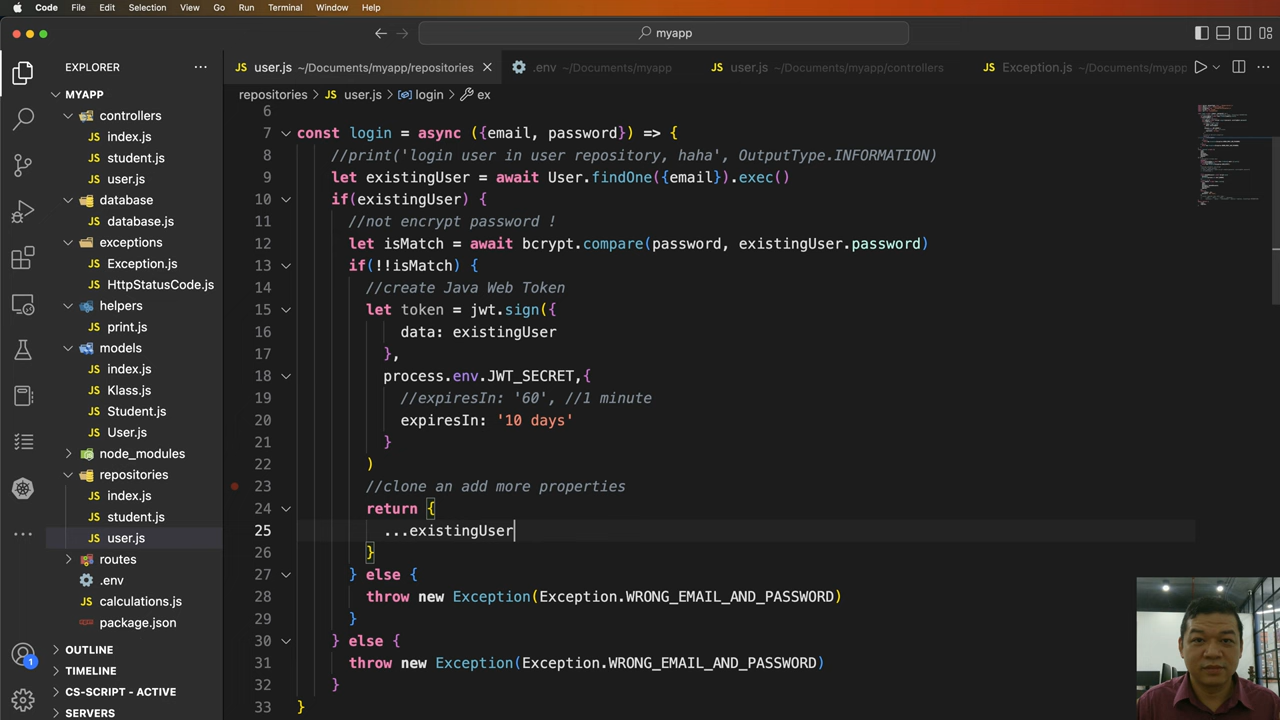 Code File Edit Selection View Go Run Terminal Window Help
myapp
EXPLORER
user.js ~/Documents/myapp/repositories
.env ~/Documents/myapp
user.js ~/Documents/myapp/controllers
Exception.js ~/Documents/myapp
repositories > user.js > login > ex
MYAPP
controllers
index.js
student.js
user.js
database
database.js
exceptions
Exception.js
HttpStatusCode.js
helpers
print.js
models
index.js
Klass.js
Student.js
User.js
node_modules
repositories
index.js
student.js
user.js
routes
.env
calculations.js
package.json
OUTLINE
TIMELINE
CS-SCRIPT - ACTIVE
SERVERS
1
6
7 const login = async ({email, password}) => {
8 //print('login user ser repository, haha', OutputType.INFORMATION)
9 let existingUser = await User.findOne({email}).exec()
10 if(existingUser) {
11 //not encrypt password !
12 let isMatch = await bcrypt.compare(password, existingUser.password)
13 if(!!isMatch) {
14 //create Java Web Token
15 let token = jwt.sign({
16 data: existingUser
17 },
18 process.env.JWT_SECRET,{
19 //expiresIn: '60', //1 minute
20 expiresIn: '10 days'
21 }
22 )
23 //clone an add more properties
24 return {
25 ...existingUser
26 }
27 } else {
28 throw new Exception(Exception.WRONG_EMAIL_AND_PASSWORD)
29 }
30 } else {
31 throw new Exception(Exception.WRONG_EMAIL_AND_PASSWORD)
32 }
33 }